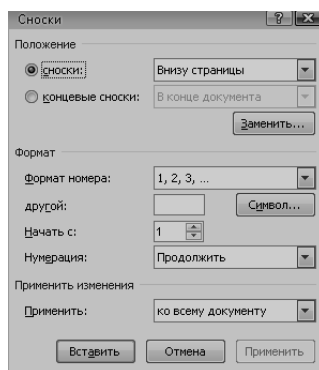 Сноски
Положение
сноски: Внизу страницы
концевые сноски: В конце документа
Заменить...
Формат
Формат номера: 1, 2, 3, ...
другой: Символ...
Начать с: 1
Нумерация: Продолжить
Применить изменения
Применить: ко всему документу
Вставить Отмена Применить